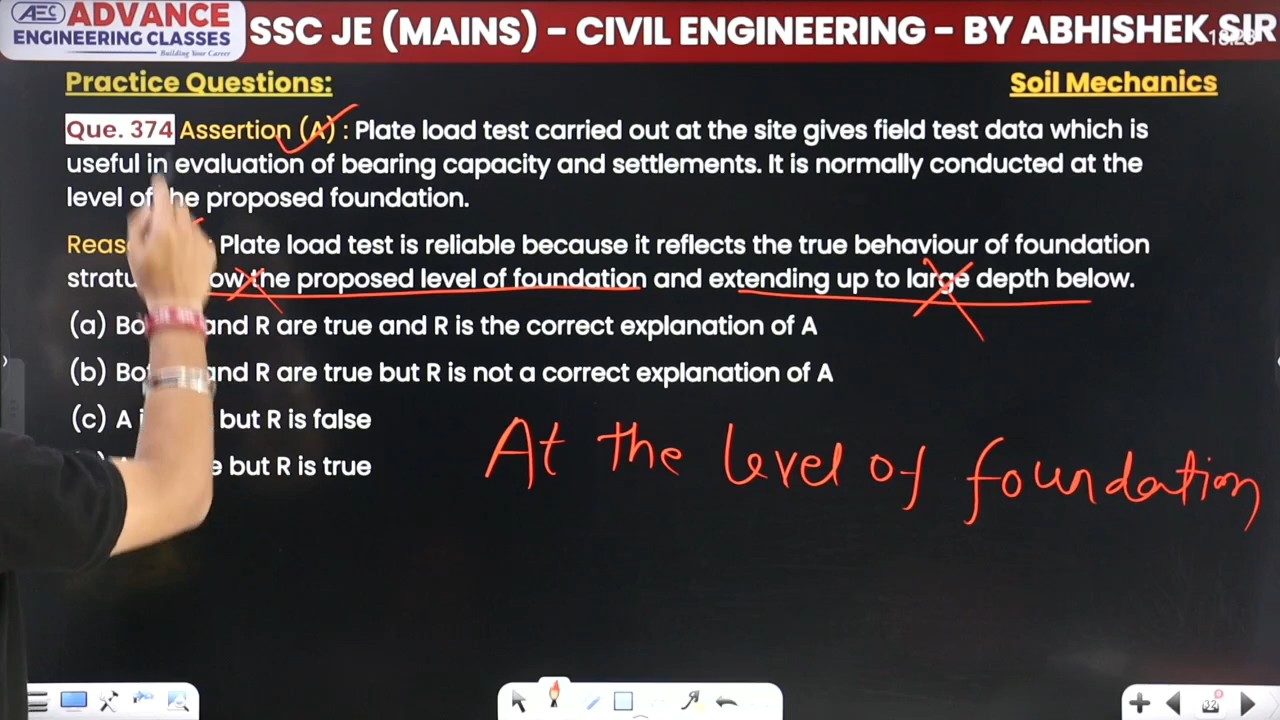 AEC ADVANCE
ENGINEERING CLASSES
Building Your Career
SSC JE (MAINS) - CIVIL ENGINEERING - BY ABHISHEK SIR
Practice Questions:
Soil Mechanics
Que. 374 Assertion (A) : Plate load test carried out at the site gives field test data which is
useful in evaluation of bearing capacity and settlements. It is normally conducted at the
level of the proposed foundation.
: Plate load test is reliable because it reflects the true behaviour of foundation
the proposed level of foundation and extending up to large depth below.
(a) and R are true and R is the correct explanation of A
(b) and R are true but R is not a correct explanation of A
(c) A but R is false
but R is true
At the level of foundation
32